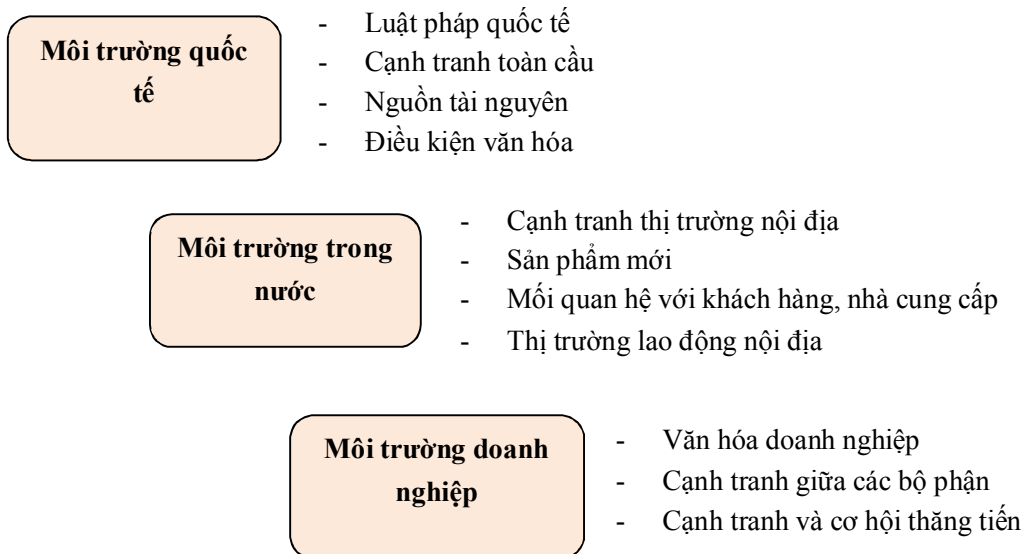 Môi trường quốc
tế
- Luật pháp quốc tế
- Cạnh tranh toàn cầu
- Nguồn tài nguyên
- Điều kiện văn hóa
Môi trường trong
nước
- Cạnh tranh thị trường nội địa
- Sản phẩm mới
- Mối quan hệ với khách hàng, nhà cung cấp
- Thị trường lao động nội địa
Môi trường doanh
nghiệp
- Văn hóa doanh nghiệp
- Cạnh tranh giữa các bộ phận
- Cạnh tranh và cơ hội thăng tiến